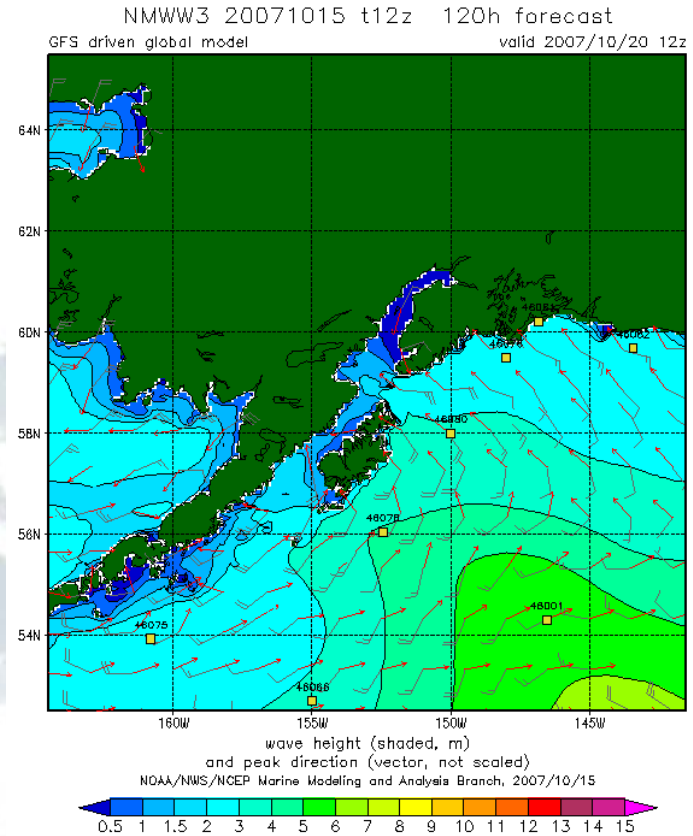 NMWW3 20071015 t12z 120h forecast
GFS driven global model valid 2007/10/20 12z
64N
62N
60N
58N
56N
54N
46061
46082
46076
46080
46078
46001
46075
46066
160W 155W 150W 145W
wave height (shaded, m)
and peak direction (vector, not scaled)
NOAA/NWS/NCEP Marine Modeling and Analysis Branch, 2007/10/15
0.5 1 1.5 2 3 4 5 6 7 8 9 10 11 12 13 14 15